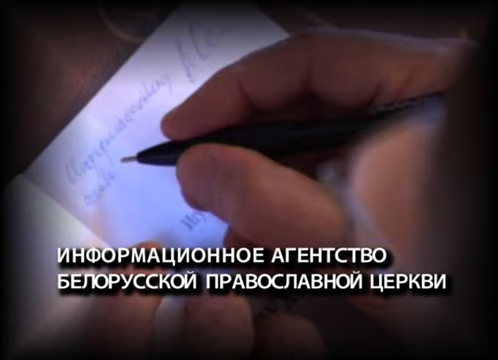 ИНФОРМАЦИОННОЕ АГЕНТСТВО
БЕЛОРУССКОЙ ПРАВОСЛАВНОЙ ЦЕРКВИ